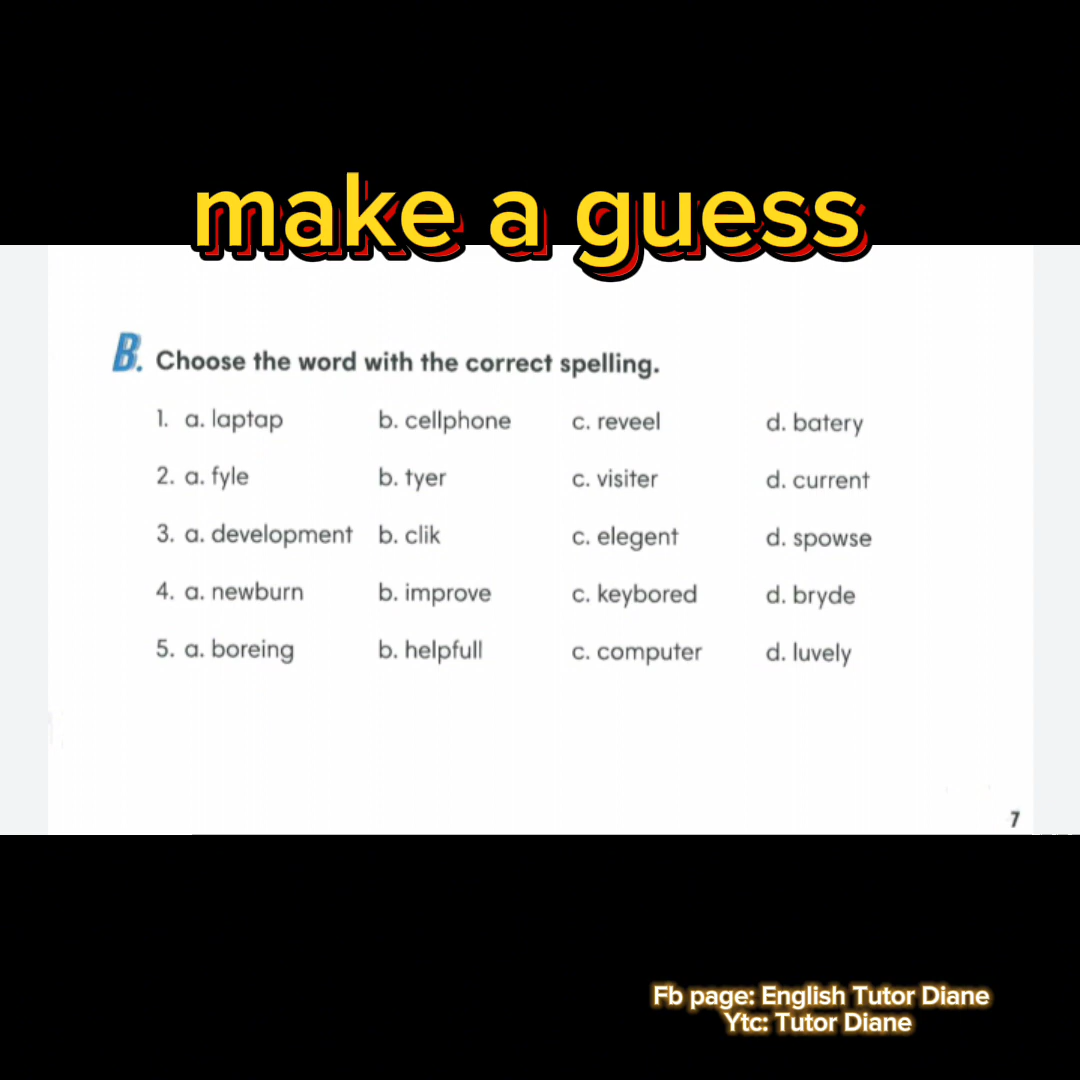 make a guess
B. Choose the word with the correct spelling.
1. a. laptap b. cellphone c. reveel d. batery
2. a. fyle b. tyer c. visiter d. current
3. a. development b. clik c. elegent d. spowse
4. a. newburn b. improve c. keybored d. bryde
5. a. boreing b. helpfull c. computer d. luvely
7
Fb page: English Tutor Diane
Ytc: Tutor Diane